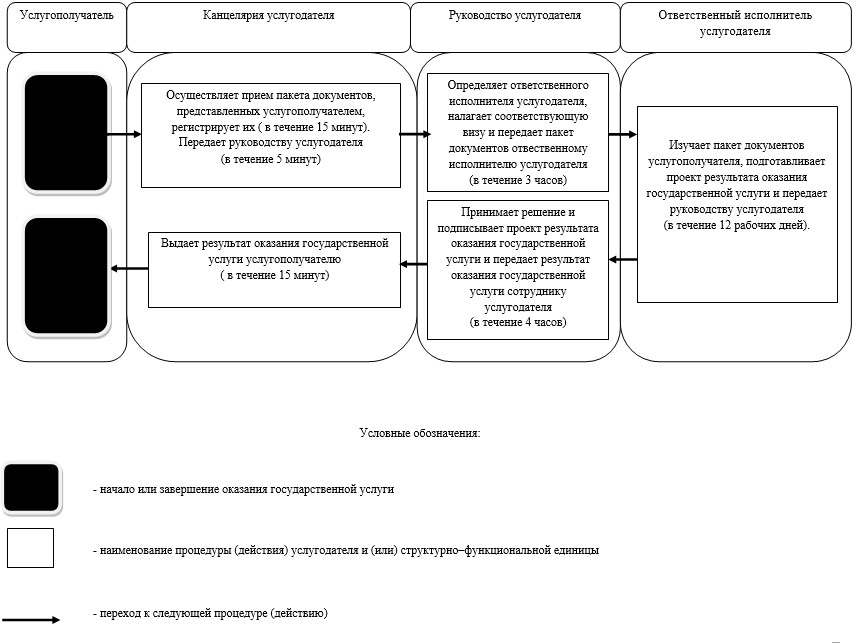 Услугополучатель
Канцелярия услугодателя
Руководство услугодателя
Ответственный исполнитель
услугодателя
Осуществляет прием пакета документов,
представленных услугополучателем,
регистрирует их ( в течение 15 минут).
Передает руководству услугодателя
(в течение 5 минут)
Определяет ответственного
исполнителя услугодателя,
налагает соответствующую
визу и передает пакет
документов отвественному
исполнителю услугодателя
(в течение 3 часов)
Изучает пакет документов
услугополучателя, подготавливает
проект результата оказания
государственной услуги и передает
руководству услугодателя
(в течение 12 рабочих дней).
Принимает решение и
подписывает проект результата
оказания государственной
услуги и передает результат
оказания государственной
услуги сотруднику
услугодателя
(в течение 4 часов)
Выдает результат оказания государственной
услуги услугополучателю
( в течение 15 минут)
Условные обозначения:
- начало или завершение оказания государственной услуги
- наименование процедуры (действия) услугодателя и (или) структурно–функциональной единицы
- переход к следующей процедуре (действию)